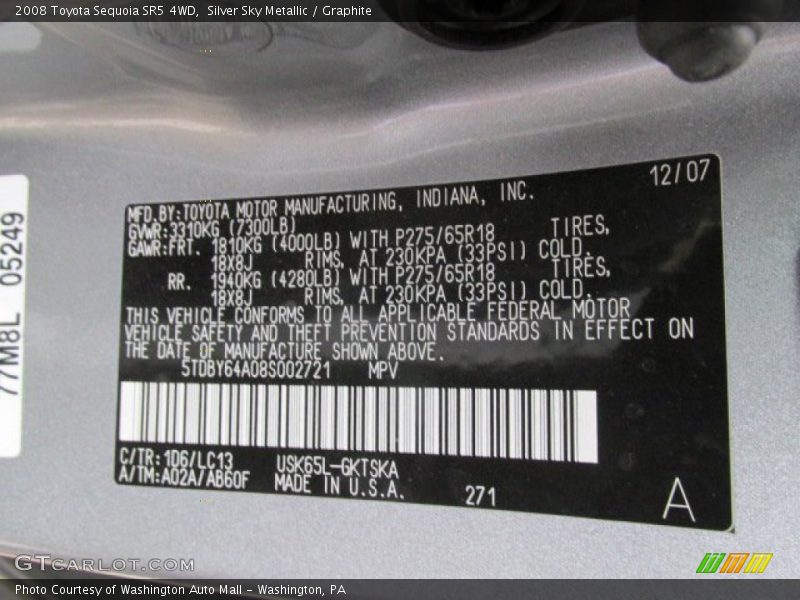 2008 Toyota Sequoia SR5 4WD,  Silver Sky Metallic / Graphite
12/07
MFD.BY:TOYOTA MOTOR MANUFACTURING, INDIANA, INC.
GVWR:3310KG (7300LB)
GAWR:FRT. 1810KG (4000LB) WITH P275/65R18 TIRES,
18X8J RIMS, AT 230KPA (33PSI) COLD.
RR. 1940KG (4280LB) WITH P275/65R18 TIRES,
18X8J RIMS, AT 230KPA (33PSI) COLD.
THIS VEHICLE CONFORMS TO ALL APPLICABLE FEDERAL MOTOR
VEHICLE SAFETY AND THEFT PREVENTION STANDARDS IN EFFECT ON
THE DATE OF MANUFACTURE SHOWN ABOVE.
5TDBY64A08S002721 MPV
C/TR:1D6/LC13 USK65L-GKTSKA
A/TM:A02A/AB60F MADE IN U.S.A.
271
A
77M8L 05249
GTCARLOT.COM
Photo Courtesy of Washington Auto Mall - Washington, PA